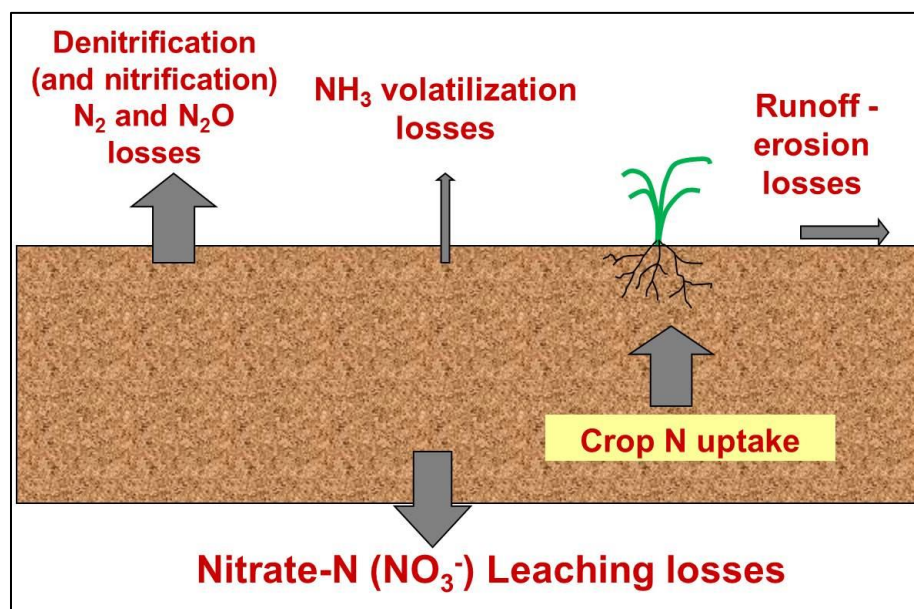 Denitrification
(and nitrification)
N₂ and N₂O
losses
NH₃ volatilization
losses
Runoff -
erosion
losses
Crop N uptake
Nitrate-N (NO₃⁻) Leaching losses